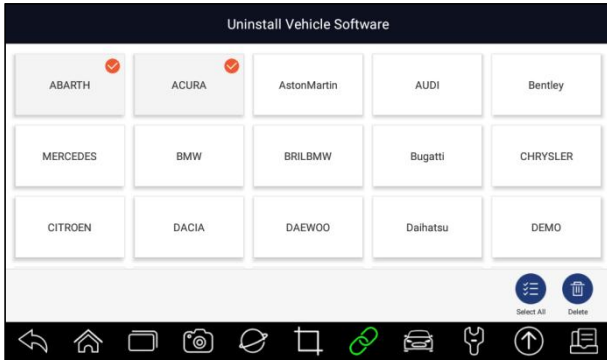 Uninstall Vehicle Software
ABARTH
ACURA
AstonMartin
AUDI
Bentley
MERCEDES
BMW
BRILBMW
Bugatti
CHRYSLER
CITROEN
DACIA
DAEWOO
Daihatsu
DEMO
Select All
Delete